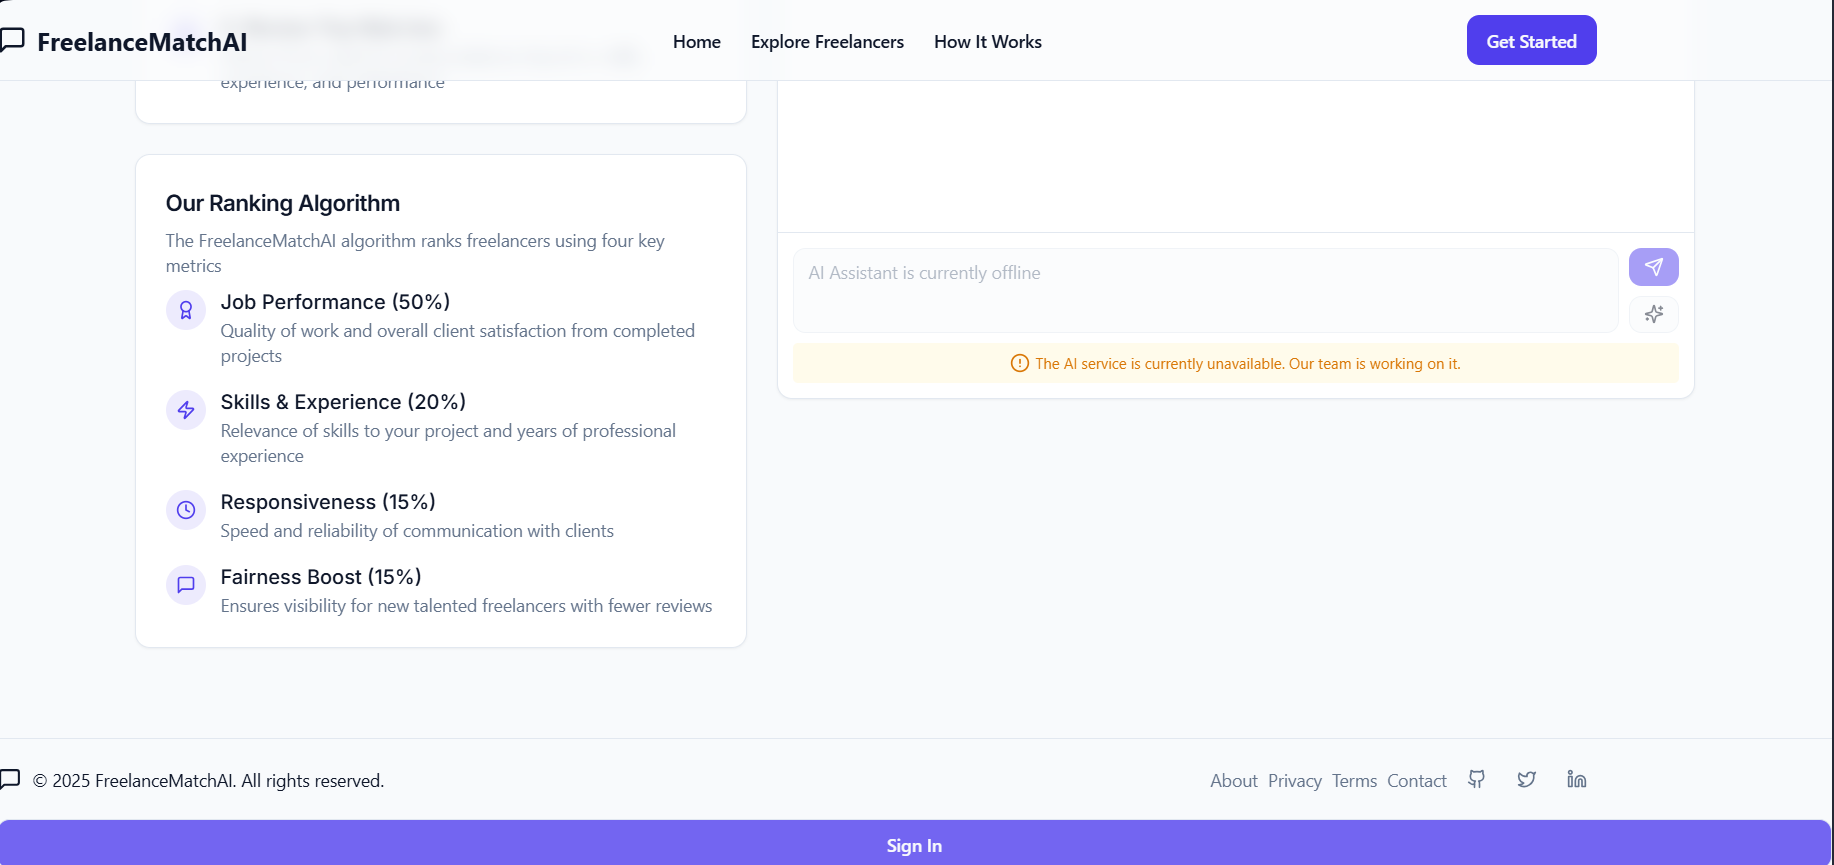 FreelanceMatchAI
Home
Explore Freelancers
How It Works
Get Started
experience, and performance
Our Ranking Algorithm
The FreelanceMatchAI algorithm ranks freelancers using four key
metrics
Job Performance (50%)
Quality of work and overall client satisfaction from completed
projects
Skills & Experience (20%)
Relevance of skills to your project and years of professional
experience
Responsiveness (15%)
Speed and reliability of communication with clients
Fairness Boost (15%)
Ensures visibility for new talented freelancers with fewer reviews
AI Assistant is currently offline
The AI service is currently unavailable. Our team is working on it.
© 2025 FreelanceMatchAI. All rights reserved.
About
Privacy
Terms
Contact
Sign In